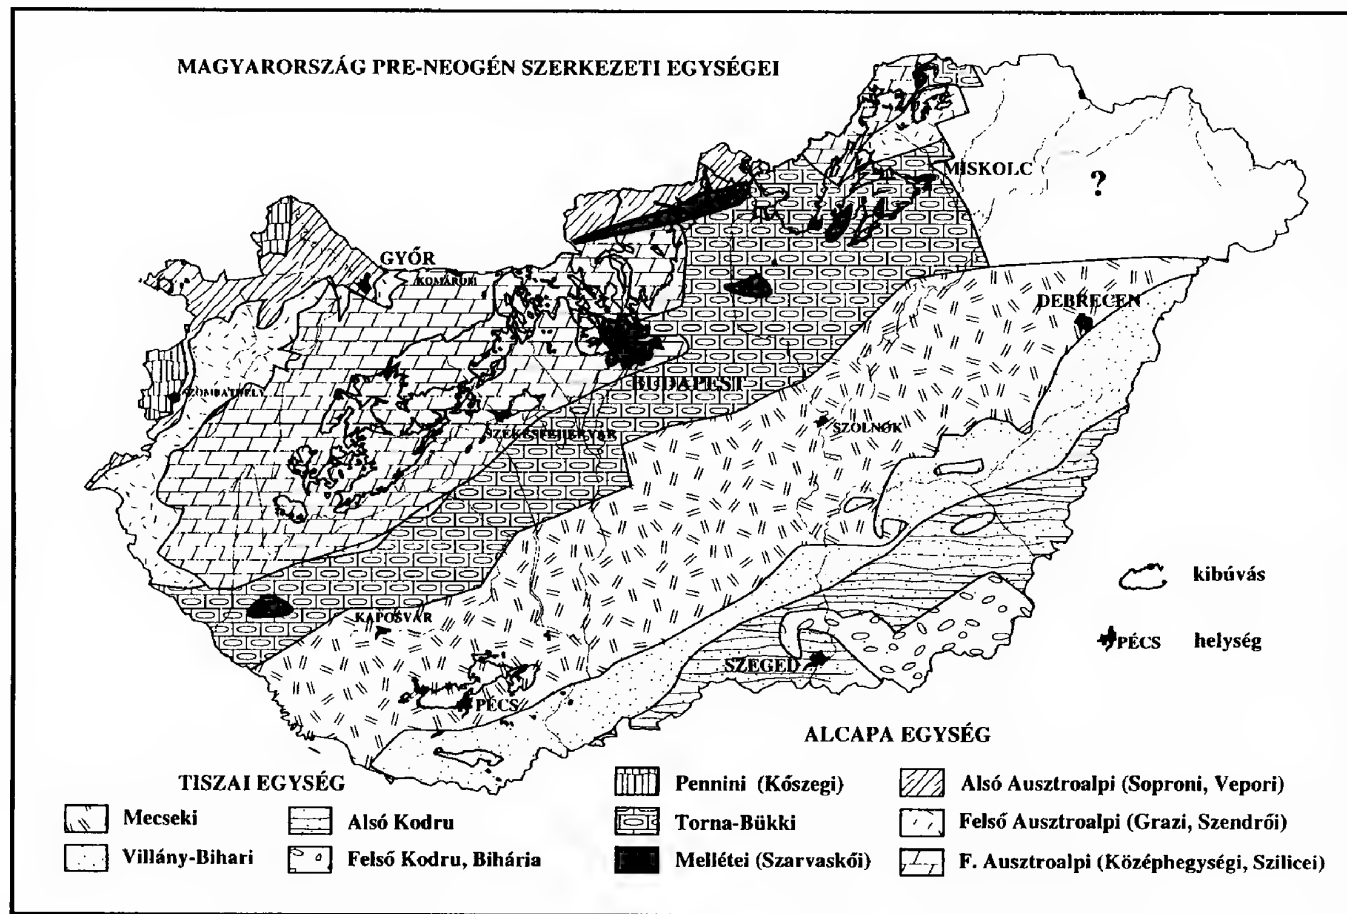 MAGYARORSZÁG PRE-NEOGÉN SZERKEZETI EGYSÉGEI
MISKOLC
?
GYŐR
KOMÁROM
DEBRECEN
SZOMBATHELY
BUDAPEST
SZOLNOK
SZÉKESFEHÉRVÁR
kibúvás
KAPOSVÁR
PÉCS helység
SZEGED
PÉCS
ALCAPA EGYSÉG
TISZAI EGYSÉG
Pennini (Kőszegi)
Alsó Ausztroalpi (Soproni, Vepori)
Mecseki
Alsó Kodru
Torna-Bükki
Felső Ausztroalpi (Grazi, Szendrői)
Villány-Bihari
Felső Kodru, Bihária
Mellétei (Szarvaskői)
F. Ausztroalpi (Középhegységi, Szilicei)